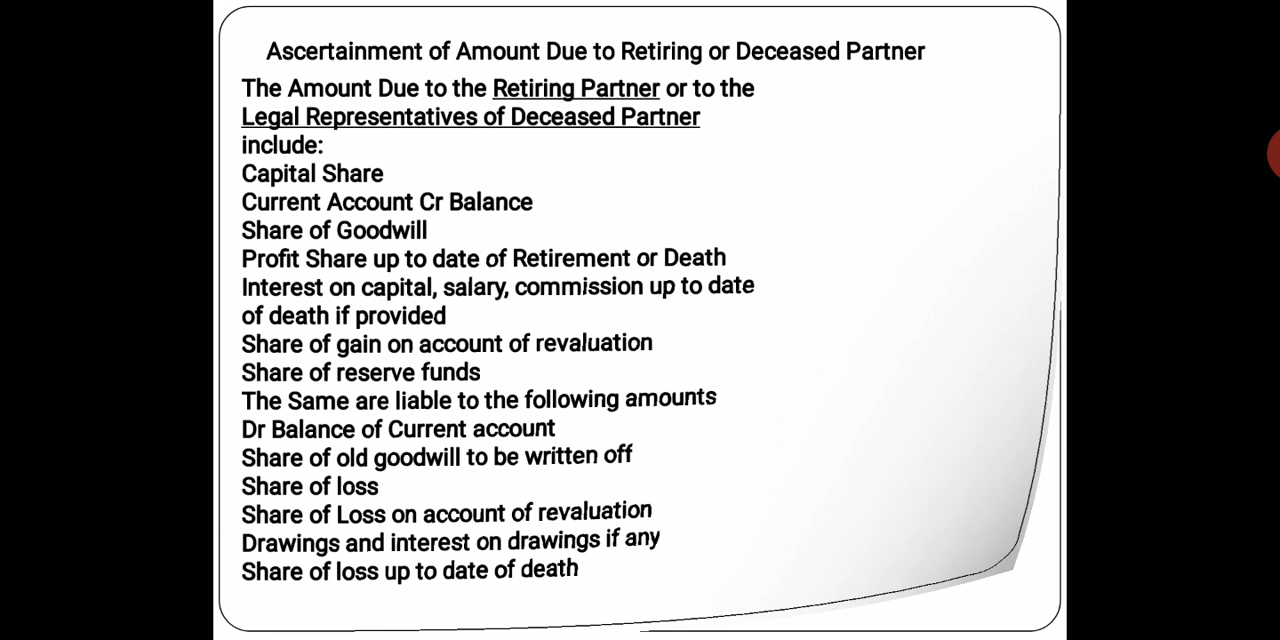 Ascertainment of Amount Due to Retiring or Deceased Partner
The Amount Due to the Retiring Partner or to the
Legal Representatives of Deceased Partner
include:
Capital Share
Current Account Cr Balance
Share of Goodwill
Profit Share up to date of Retirement or Death
Interest on capital, salary, commission up to date
of death if provided
Share of gain on account of revaluation
Share of reserve funds
The Same are liable to the following amounts
Dr Balance of Current account
Share of old goodwill to be written off
Share of loss
Share of Loss on account of revaluation
Drawings and interest on drawings if any
Share of loss up to date of death